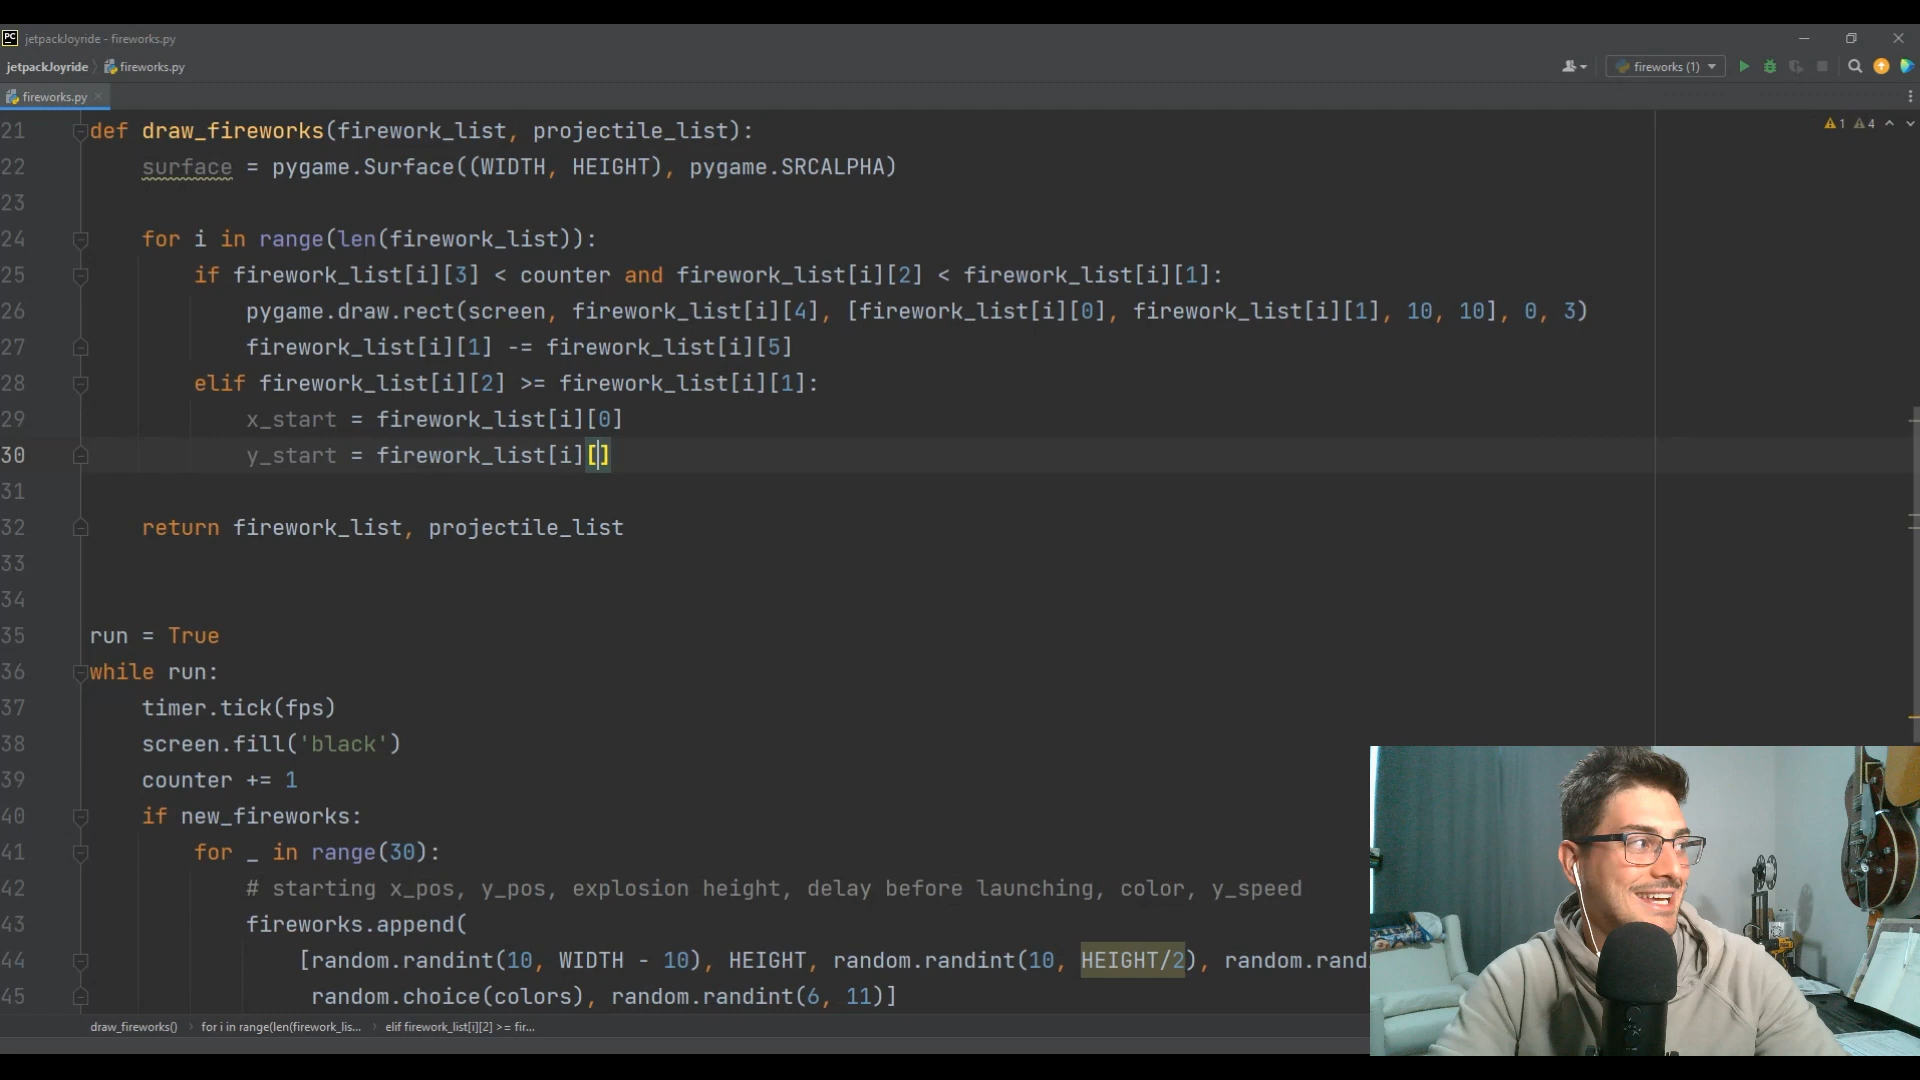 jetpackJoyride - fireworks.py
jetpackJoyride fireworks.py
fireworks (1)
fireworks.py
1 4
21 def draw_fireworks(firework_list, projectile_list):
22 surface = pygame.Surface((WIDTH, HEIGHT), pygame.SRCALPHA)
23
24 for i in range(len(firework_list)):
25 if firework_list[i][3] < counter and firework_list[i][2] < firework_list[i][1]:
26 pygame.draw.rect(screen, firework_list[i][4], [firework_list[i][0], firework_list[i][1], 10, 10], 0, 3)
27 firework_list[i][1] -= firework_list[i][5]
28 elif firework_list[i][2] >= firework_list[i][1]:
29 x_start = firework_list[i][0]
30 y_start = firework_list[i][]
31
32 return firework_list, projectile_list
33
34
35 run = True
36 while run:
37 timer.tick(fps)
38 screen.fill('black')
39 counter += 1
40 if new_fireworks:
41 for _ in range(30):
42 # starting x_pos, y_pos, explosion height, delay before launching, color, y_speed
43 fireworks.append(
44 [random.randint(10, WIDTH - 10), HEIGHT, random.randint(10, HEIGHT/2), random.rand
45 random.choice(colors), random.randint(6, 11)]
draw_fireworks() for i in range(len(firework_lis... elif firework_list[i][2] >= fir...